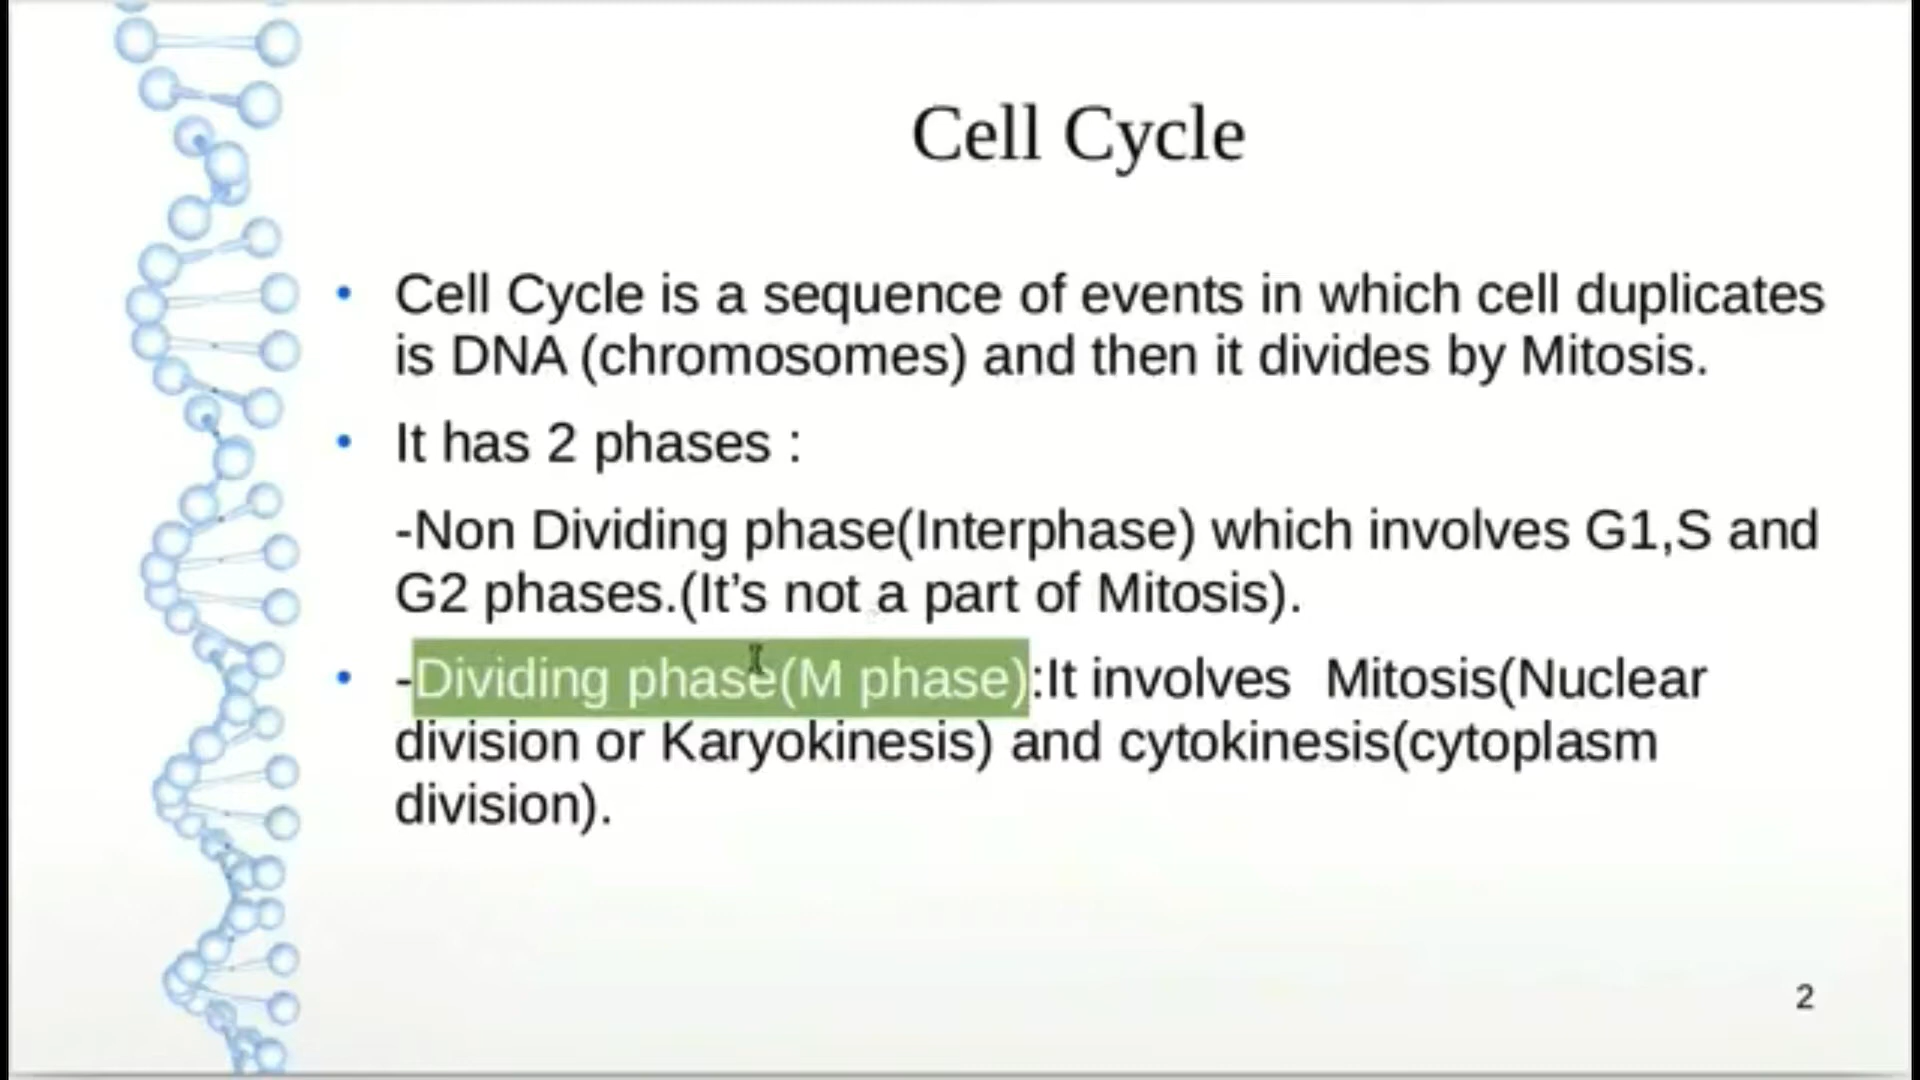 Cell Cycle
• Cell Cycle is a sequence of events in which cell duplicates
is DNA (chromosomes) and then it divides by Mitosis.
• It has 2 phases :
-Non Dividing phase(Interphase) which involves G1,S and
G2 phases.(It’s not a part of Mitosis).
• -Dividing phase(M phase):It involves  Mitosis(Nuclear
division or Karyokinesis) and cytokinesis(cytoplasm
division).
2